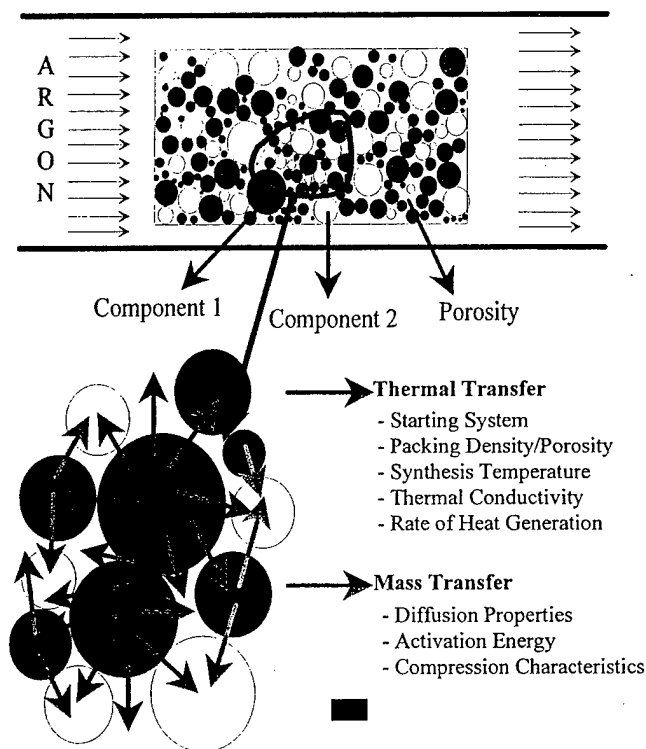 ARGON
Component 1
Component 2
Porosity
Thermal Transfer
- Starting System
- Packing Density/Porosity
- Synthesis Temperature
- Thermal Conductivity
- Rate of Heat Generation
Mass Transfer
- Diffusion Properties
- Activation Energy
- Compression Characteristics